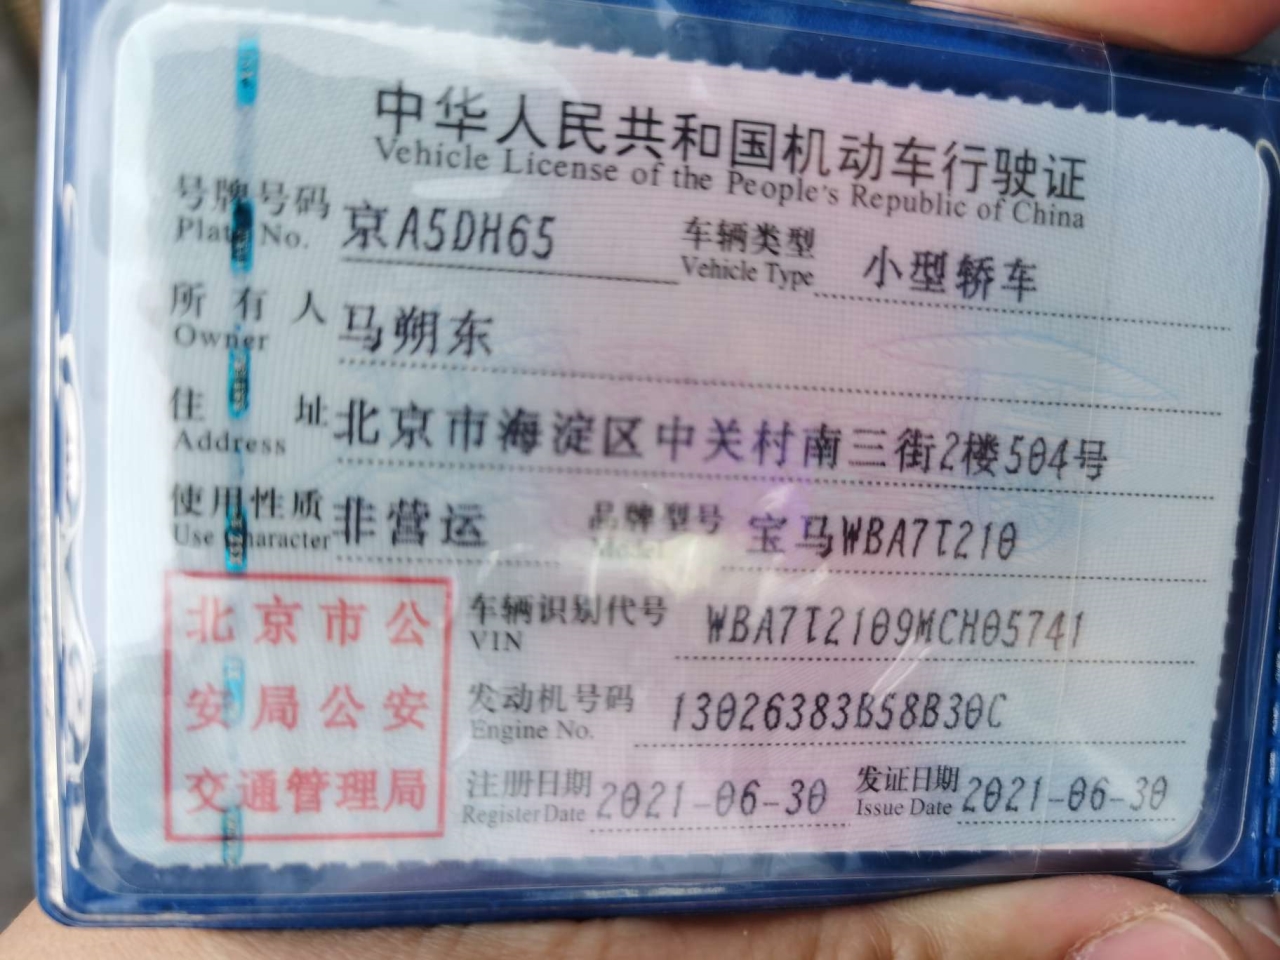 中华人民共和国机动车行驶证
Vehicle License of the People's Republic of China
号牌号码 京A5DH65 车辆类型 小型轿车
Plate No. Vehicle Type
所有人 马朔东
Owner
住址 北京市海淀区中关村南三街2楼504号
Address
使用性质 非营运 品牌型号 宝马WBA7T210
Use Character Model
车辆识别代号 WBA7T2109MCH05741
VIN
发动机号码 13026383B58B30C
Engine No.
注册日期 2021-06-30 发证日期 2021-06-30
Register Date Issue Date
北京市公
安局公安
交通管理局